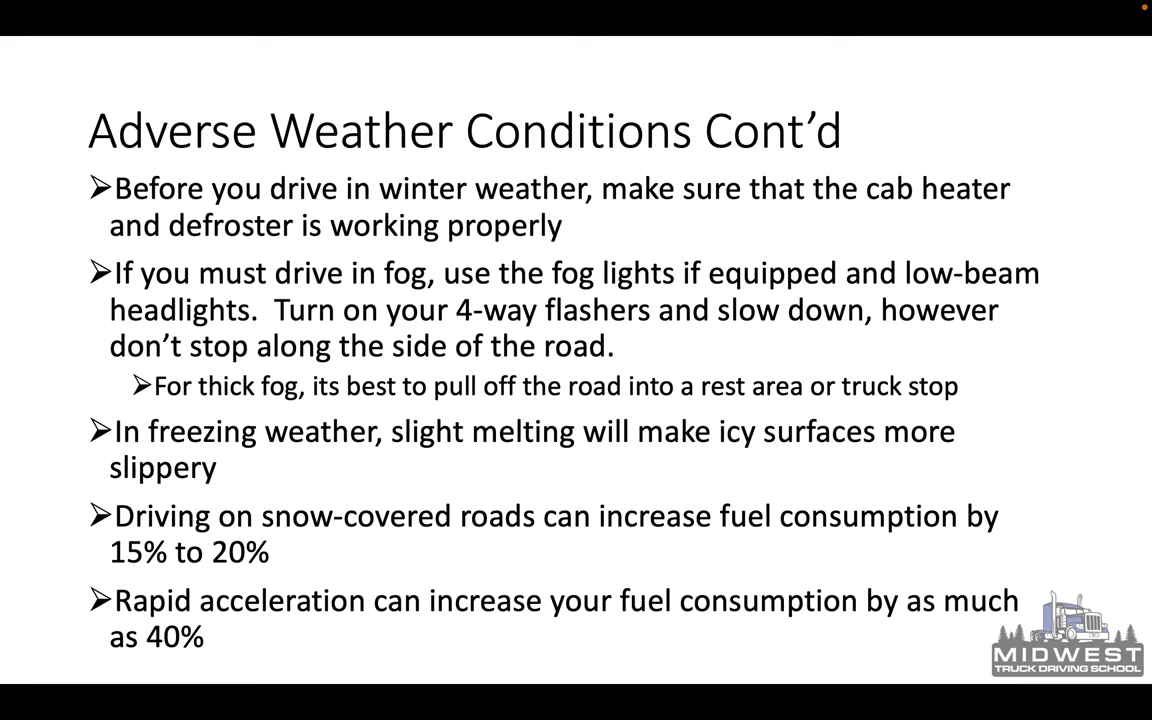 Adverse Weather Conditions Cont’d
➢Before you drive in winter weather, make sure that the cab heater
and defroster is working properly
➢If you must drive in fog, use the fog lights if equipped and low-beam
headlights.  Turn on your 4-way flashers and slow down, however
don’t stop along the side of the road.
➢For thick fog, its best to pull off the road into a rest area or truck stop
➢In freezing weather, slight melting will make icy surfaces more
slippery
➢Driving on snow-covered roads can increase fuel consumption by
15% to 20%
➢Rapid acceleration can increase your fuel consumption by as much
as 40%
MIDWEST
TRUCK DRIVING SCHOOL